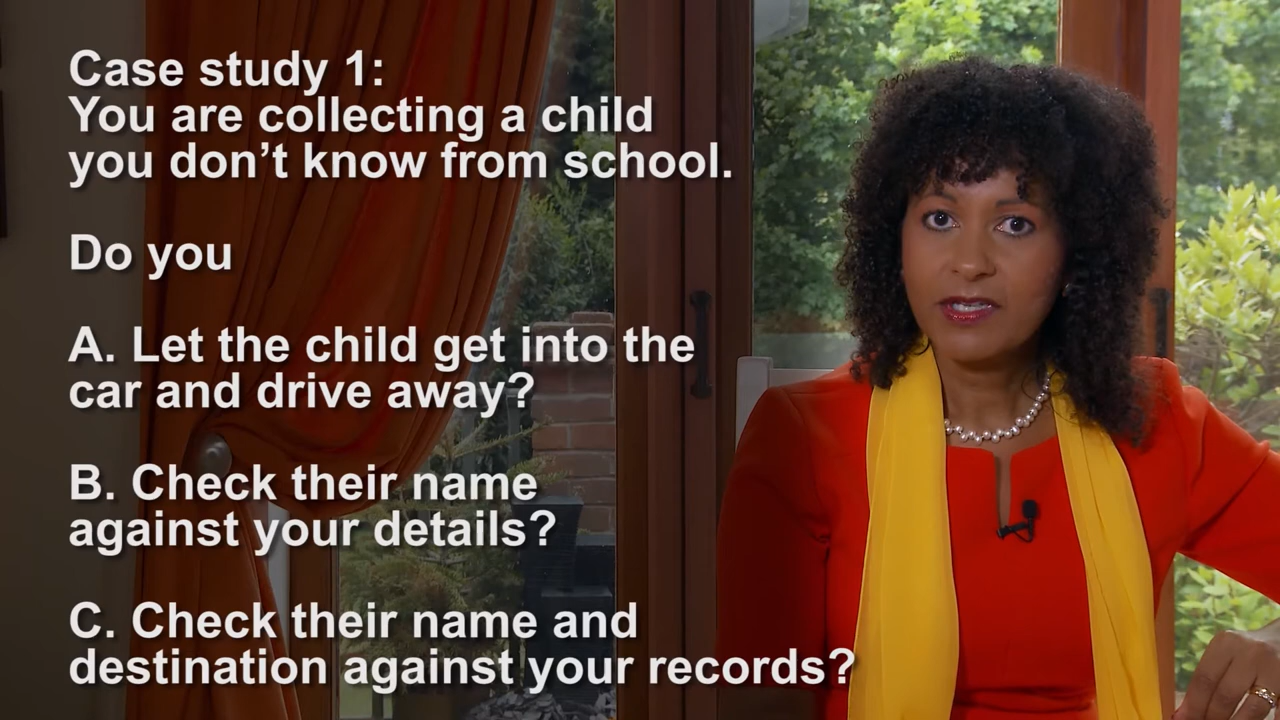 Case study 1:
You are collecting a child
you don’t know from school.
Do you
A. Let the child get into the
car and drive away?
B. Check their name
against your details?
C. Check their name and
destination against your records?